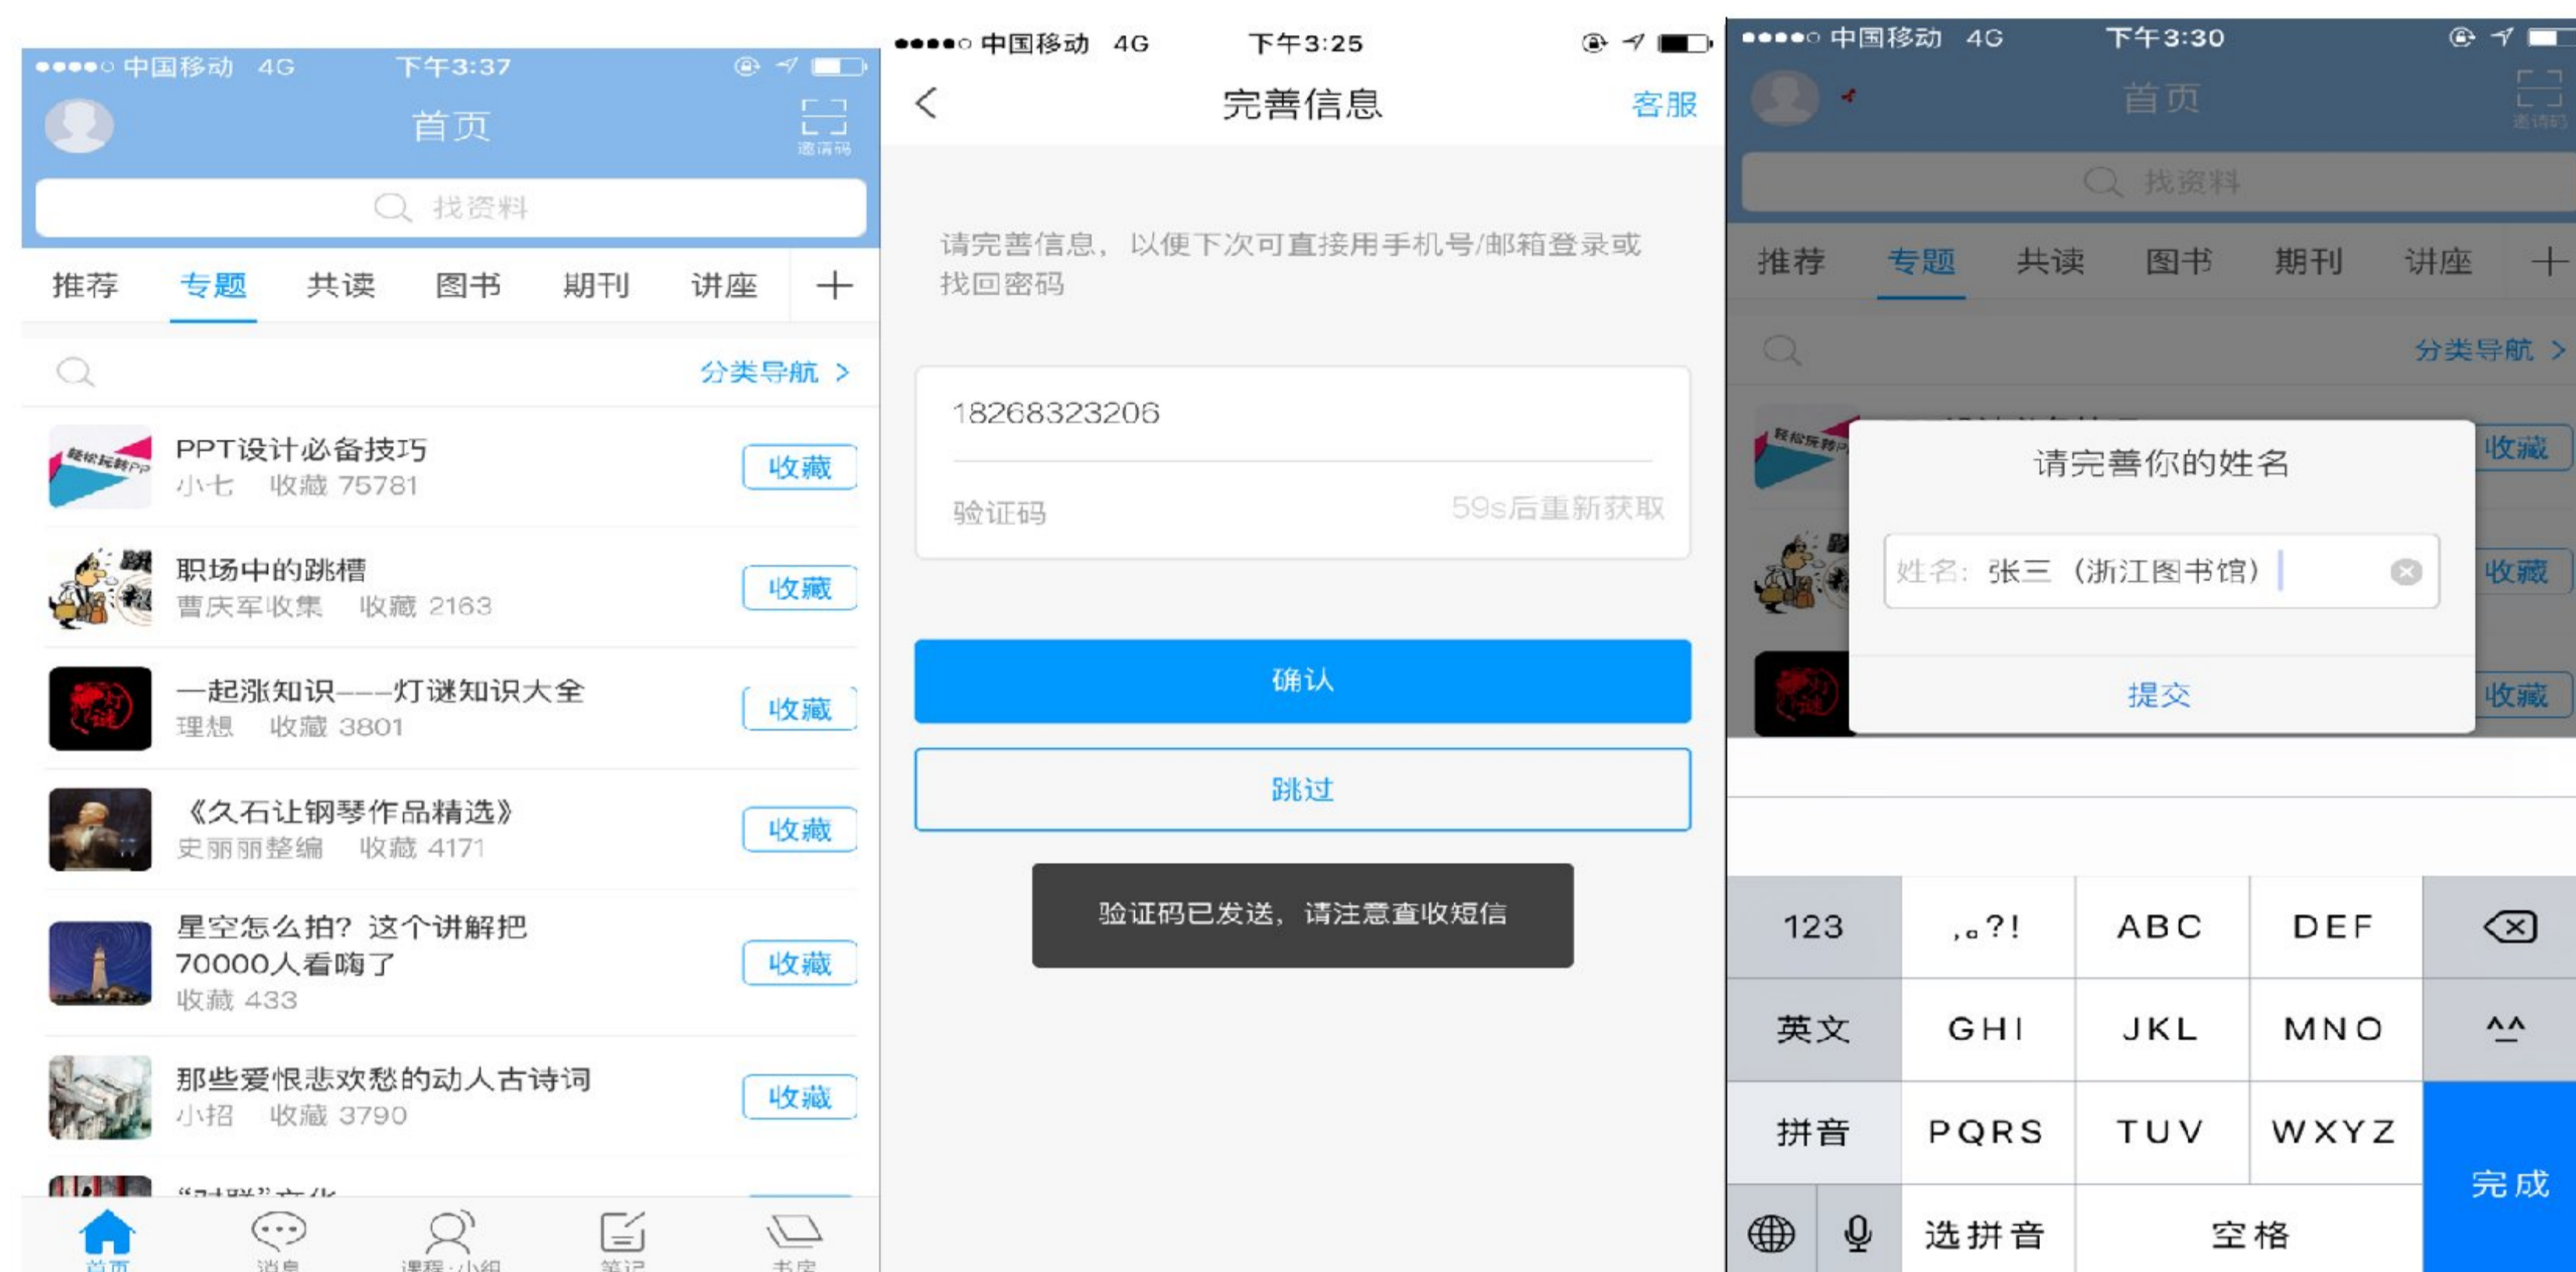 中国移动 4G 下午3:37
首页
邀请码
找资料
推荐 专题 共读 图书 期刊 讲座 +
分类导航 >
轻松玩转PP
PPT设计必备技巧
小七 收藏 75781
收藏
职场中的跳槽
曹庆军收集 收藏 2163
收藏
一起涨知识---灯谜知识大全
理想 收藏 3801
收藏
《久石让钢琴作品精选》
史丽丽整编 收藏 4171
收藏
星空怎么拍？这个讲解把
70000人看嗨了
收藏 433
收藏
那些爱恨悲欢愁的动人古诗词
小招 收藏 3790
收藏
首页 消息 课程·小组 笔记 书房
中国移动 4G 下午3:25
完善信息 客服
请完善信息，以便下次可直接用手机号/邮箱登录或
找回密码
18268323206
验证码 59s后重新获取
确认
跳过
验证码已发送，请注意查收短信
中国移动 4G 下午3:30
首页
邀请码
找资料
推荐 专题 共读 图书 期刊 讲座 +
分类导航 >
轻松玩转P
收藏
收藏
收藏
请完善你的姓名
姓名: 张三（浙江图书馆）
提交
123 ,。?! ABC DEF
英文 GHI JKL MNO ^^
拼音 PQRS TUV WXYZ
选拼音 空格 完成